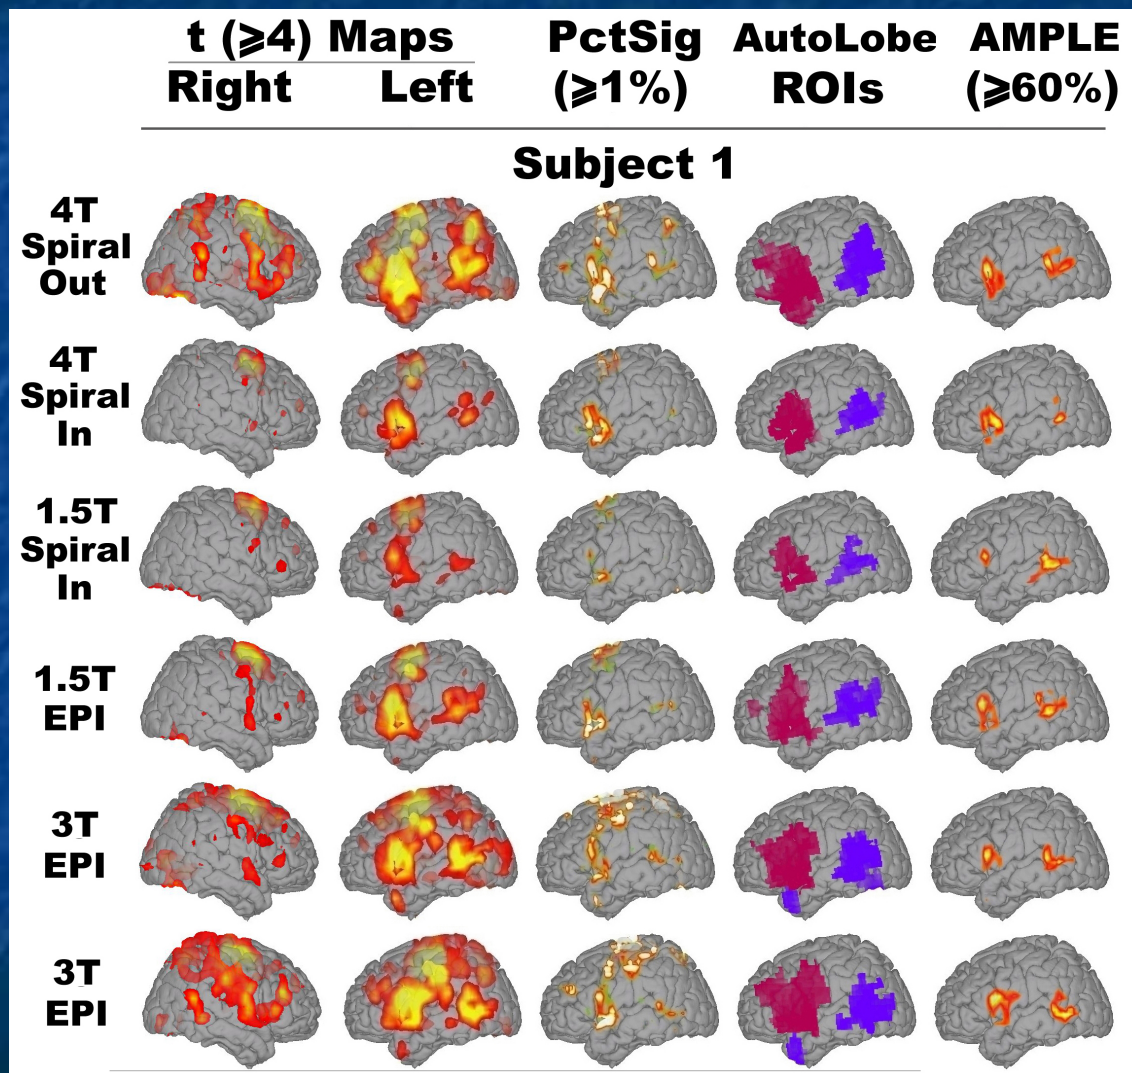 t (⩾4) Maps PctSig AutoLobe AMPLE
Right Left (⩾1%) ROIs (⩾60%)
Subject 1
4T
Spiral
Out
4T
Spiral
In
1.5T
Spiral
In
1.5T
EPI
3T
EPI
3T
EPI